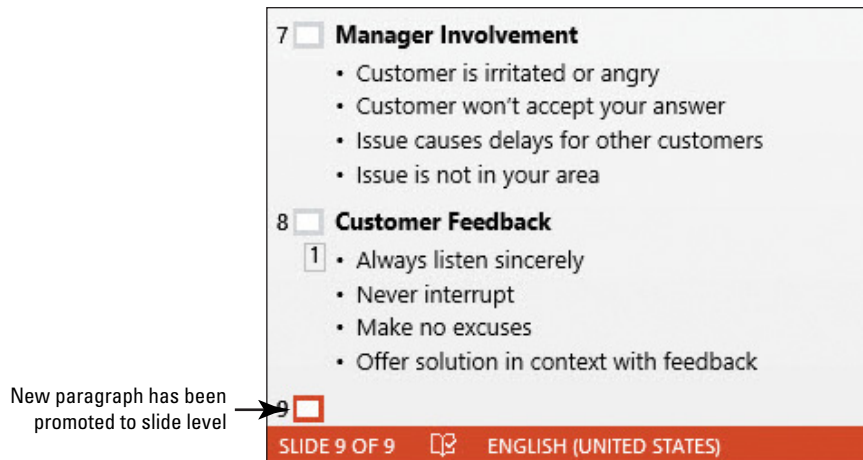 7 Manager Involvement
• Customer is irritated or angry
• Customer won't accept your answer
• Issue causes delays for other customers
• Issue is not in your area
8 Customer Feedback
1 • Always listen sincerely
• Never interrupt
• Make no excuses
• Offer solution in context with feedback
New paragraph has been
promoted to slide level
9
SLIDE 9 OF 9 ENGLISH (UNITED STATES)